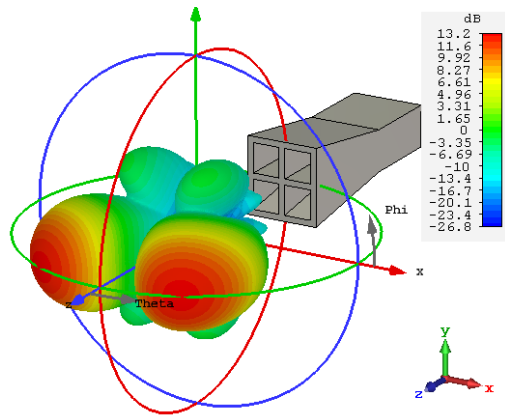 dB
13.2
11.6
9.92
8.27
6.61
4.96
3.31
1.65
0
-3.35
-6.69
-10
-13.4
-16.7
-20.1
-23.4
-26.8
Phi
x
z
Theta
y
z
x